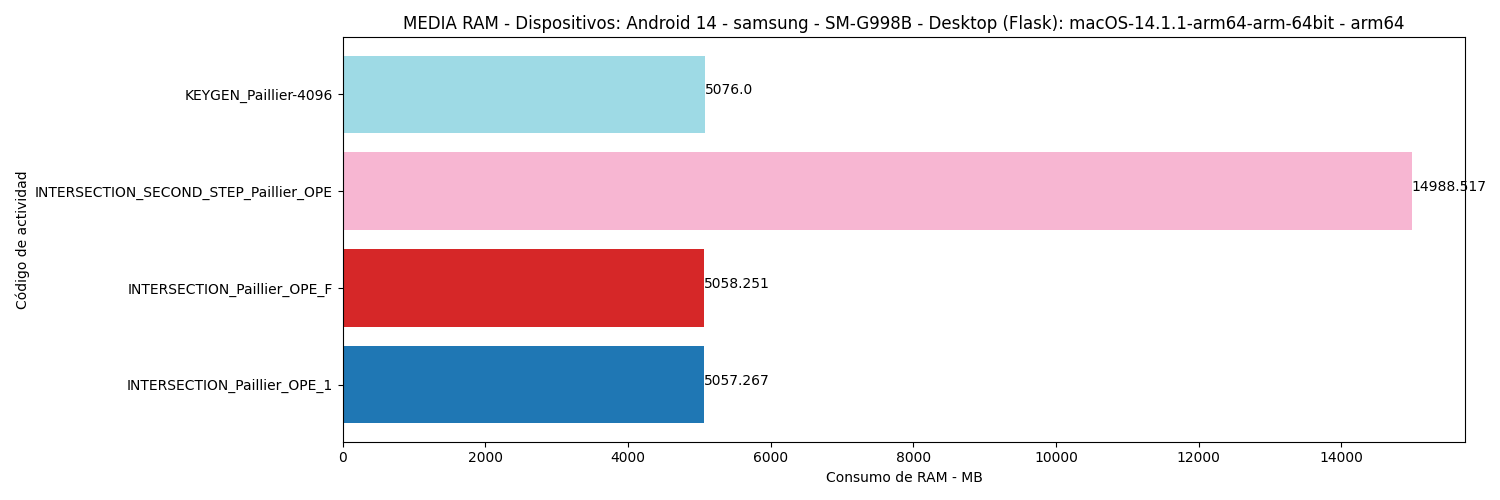 MEDIA RAM - Dispositivos: Android 14 - samsung - SM-G998B - Desktop (Flask): macOS-14.1.1-arm64-arm-64bit - arm64
KEYGEN_Paillier-4096
5076.0
INTERSECTION_SECOND_STEP_Paillier_OPE
14988.517
INTERSECTION_Paillier_OPE_F
5058.251
INTERSECTION_Paillier_OPE_1
5057.267
Código de actividad
0 2000 4000 6000 8000 10000 12000 14000
Consumo de RAM - MB